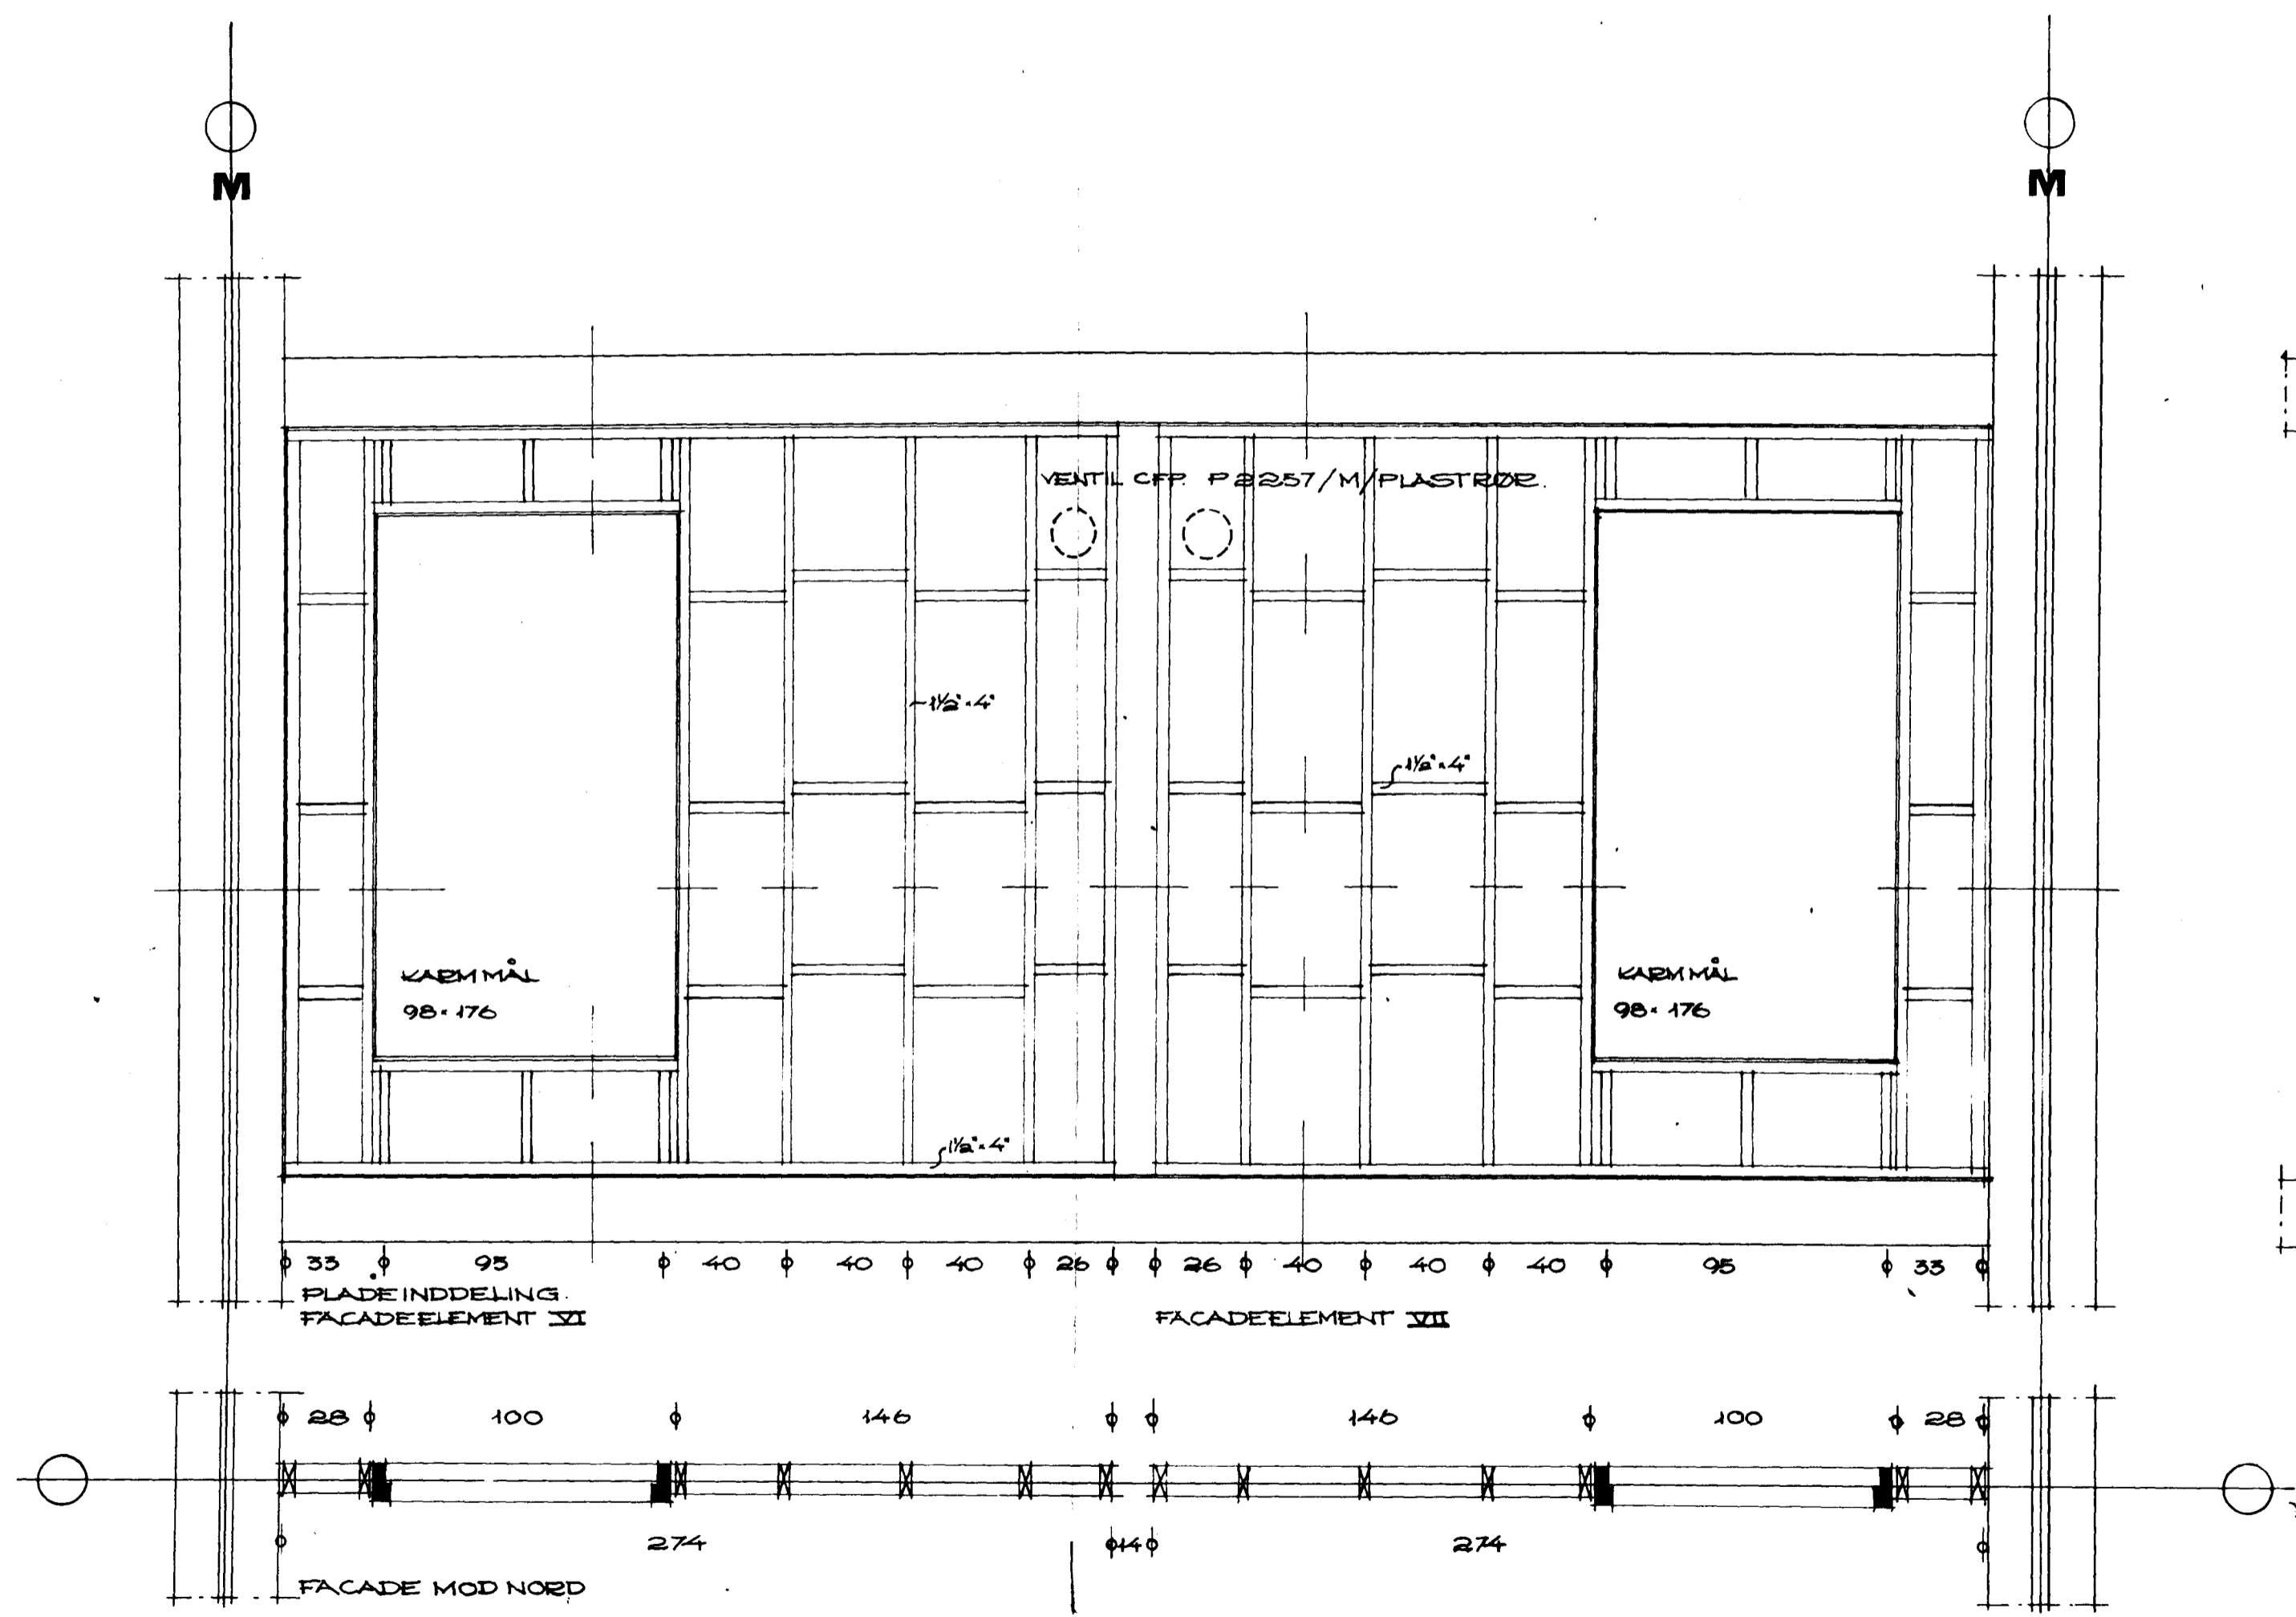 M M
VENTIL CFP. P 2257/M/PLASTRØR.
1½"×4"
1½"×4"
KARMMÅL
98×176
KARMMÅL
98×176
1½"×4"
33 95 40 40 40 26 26 40 40 40 95 33
PLADEINDDELING.
FACADEELEMENT VI
FACADEELEMENT VII
28 100 146 146 100 28
274 14 274
FACADE MOD NORD